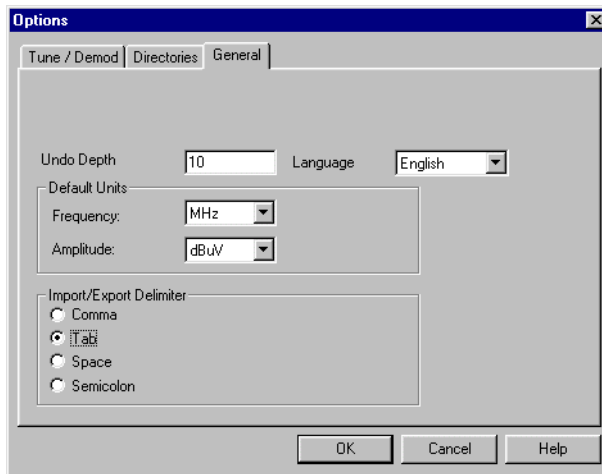 Options
Tune / Demod Directories General
Undo Depth 10 Language English
Default Units
Frequency: MHz
Amplitude: dBuV
Import/Export Delimiter
Comma
Tab
Space
Semicolon
OK Cancel Help